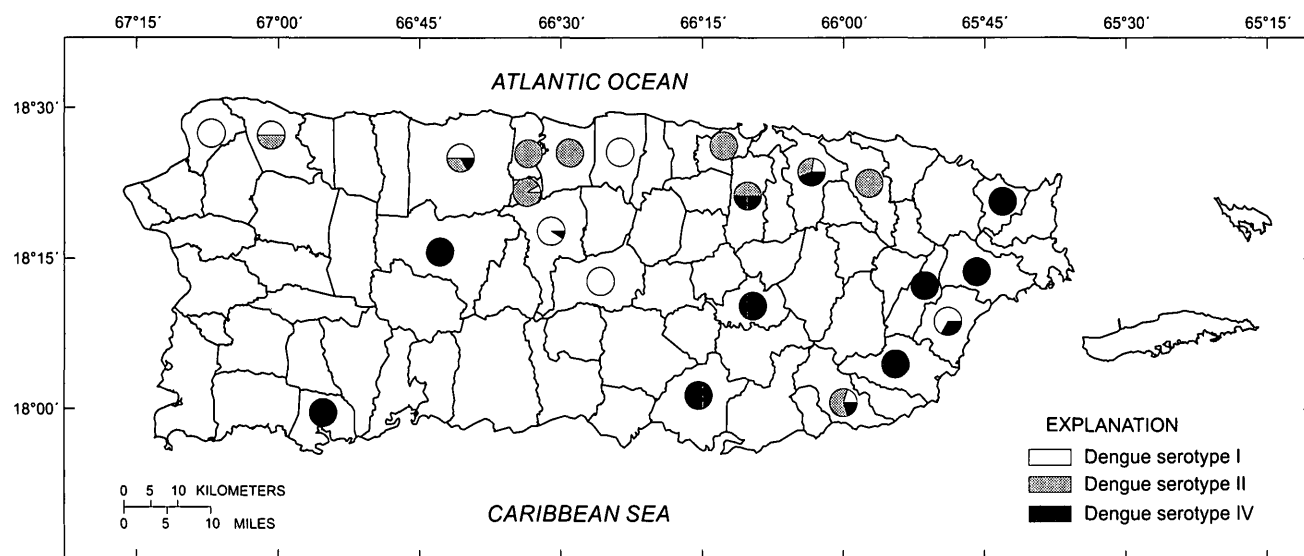 67°15′ 67°00′ 66°45′ 66°30′ 66°15′ 66°00′ 65°45′ 65°30′ 65°15′
ATLANTIC OCEAN
18°30′
18°15′
18°00′
EXPLANATION
Dengue serotype I
Dengue serotype II
Dengue serotype IV
0 5 10 KILOMETERS
0 5 10 MILES
CARIBBEAN SEA